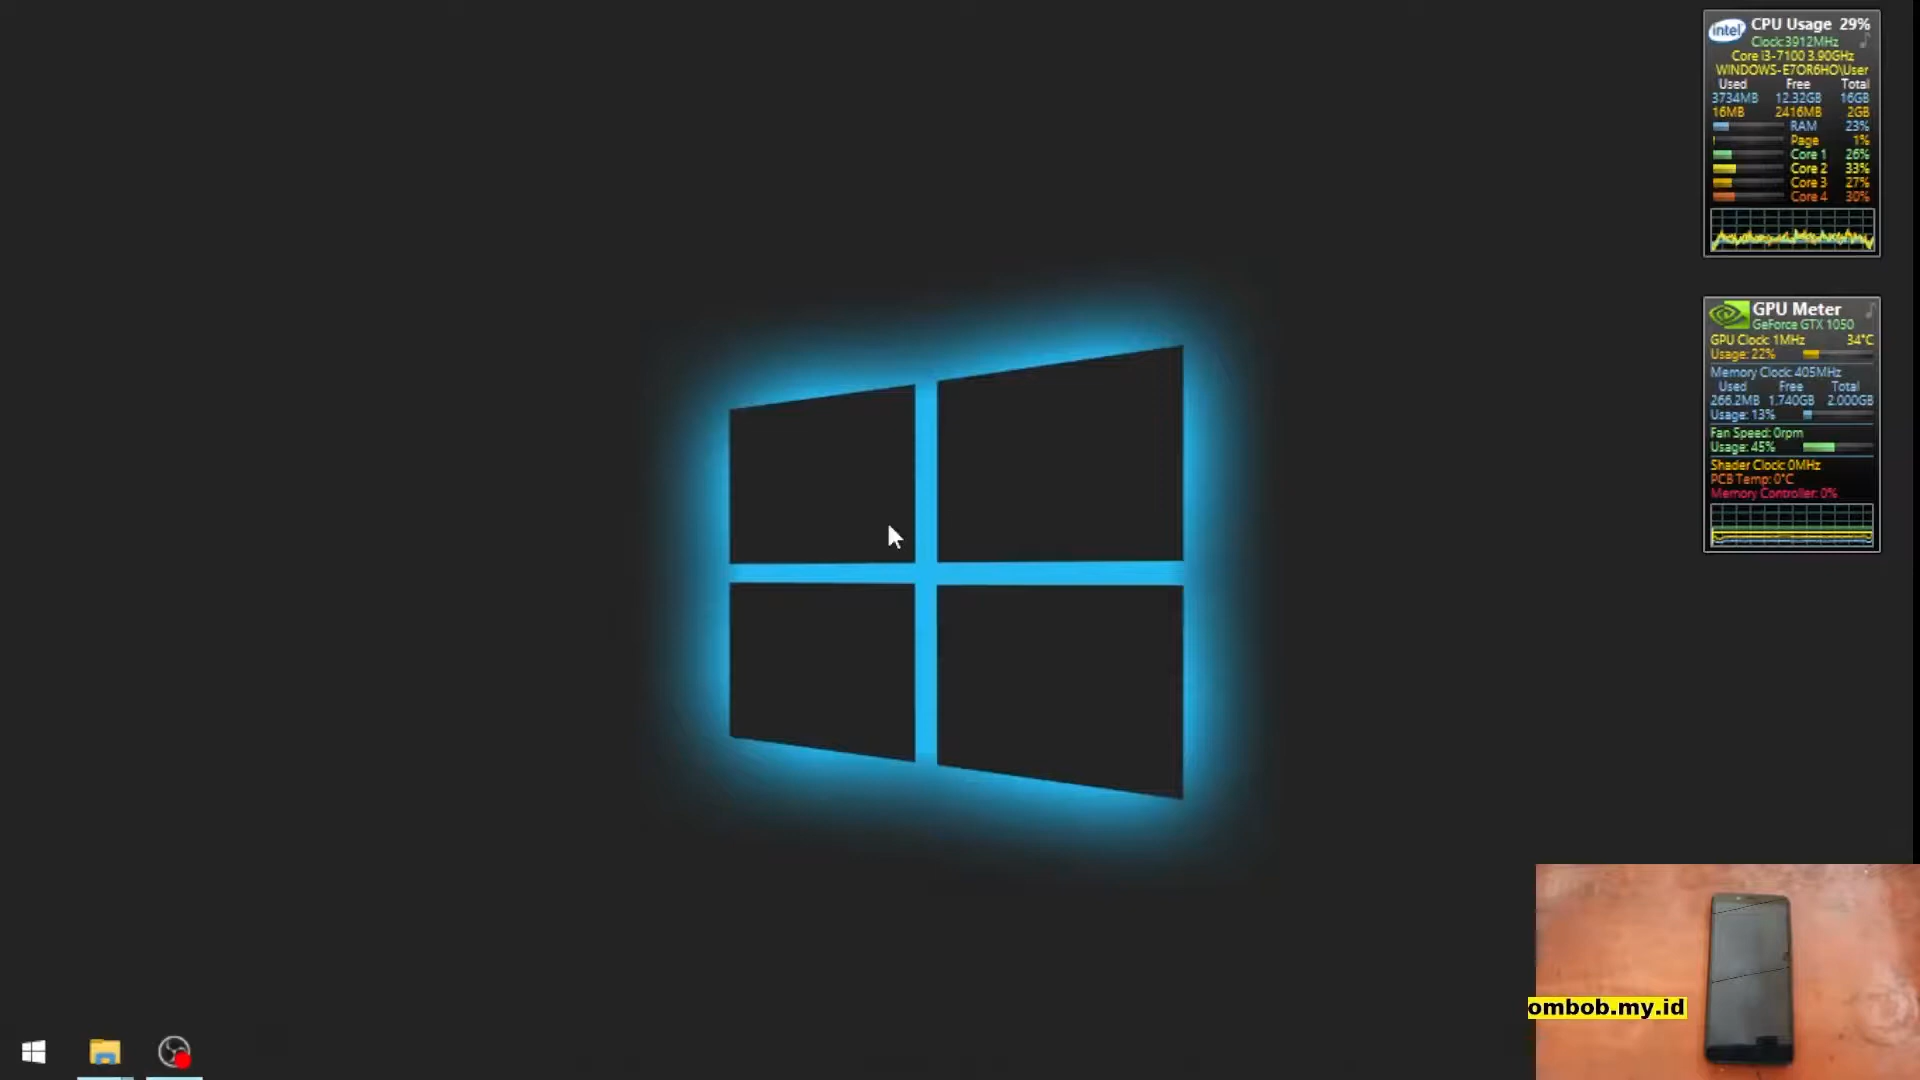 intel
CPU Usage 29%
Clock: 3912MHz
Core i3-7100 3.90GHz
WINDOWS-E7OR6HO\User
Used Free Total
3734MB 12.32GB 16GB
16MB 2416MB 2GB
RAM 23%
Page 1%
Core 1 26%
Core 2 33%
Core 3 27%
Core 4 30%
GPU Meter
GeForce GTX 1050
GPU Clock: 1MHz 34°C
Usage: 22%
Memory Clock: 405MHz
Used Free Total
266.2MB 1.740GB 2.000GB
Usage: 13%
Fan Speed: 0rpm
Usage: 45%
Shader Clock: 0MHz
PCB Temp: 0°C
Memory Controller: 0%
ombob.my.id